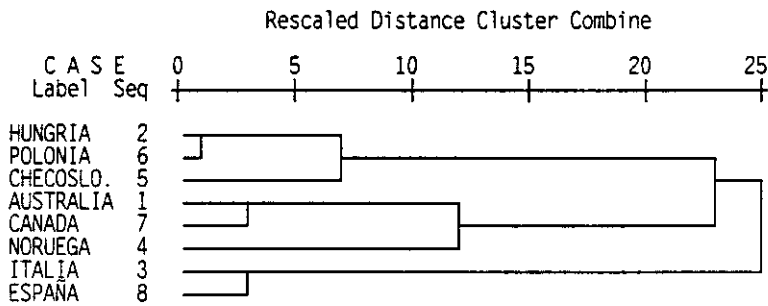 Rescaled Distance Cluster Combine
C A S E 0 5 10 15 20 25
Label Seq
HUNGRIA 2
POLONIA 6
CHECOSLO. 5
AUSTRALIA 1
CANADA 7
NORUEGA 4
ITALIA 3
ESPAÑA 8